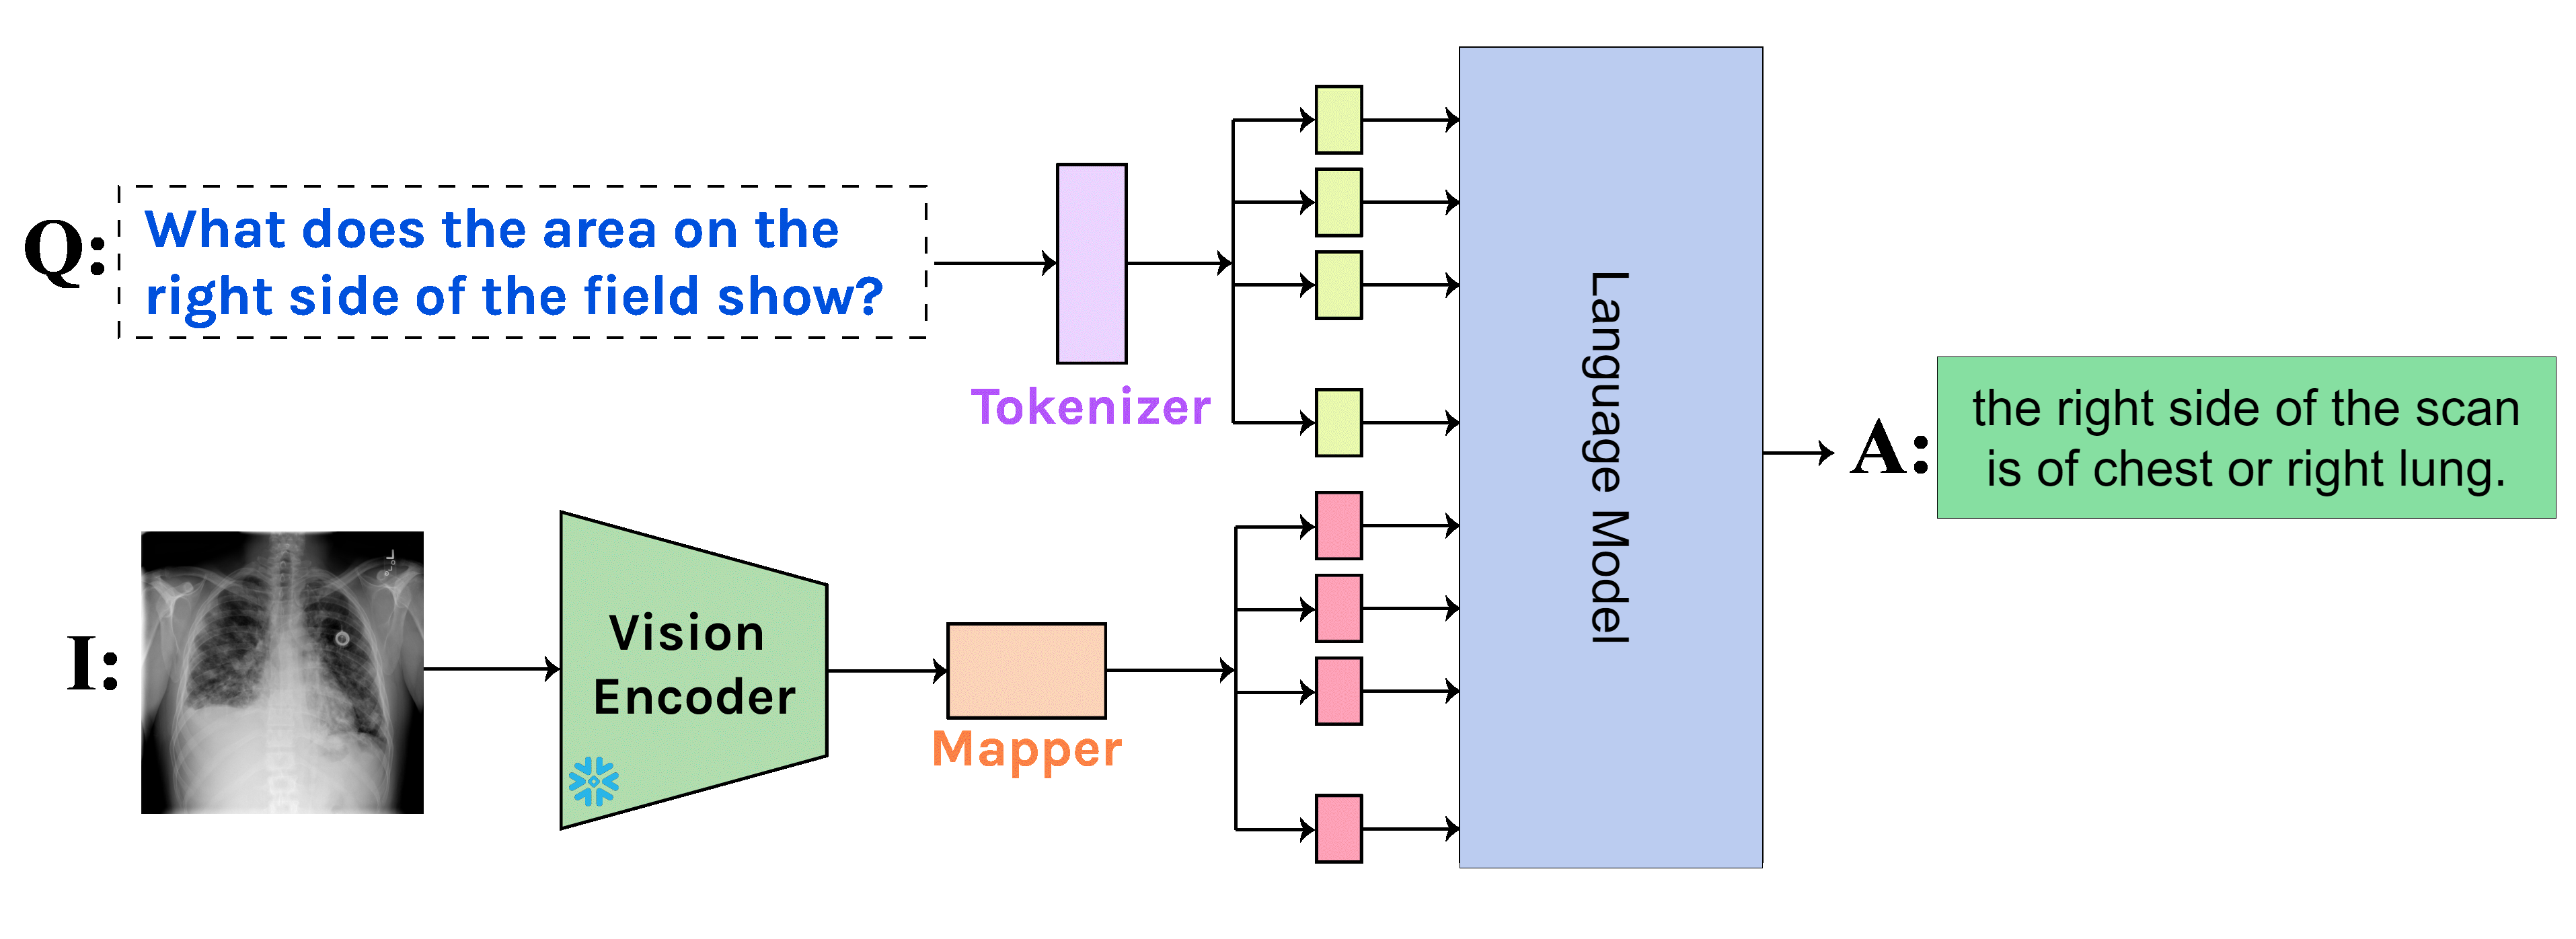 Q:
What does the area on the
right side of the field show?
Tokenizer
I:
Vision
Encoder
Mapper
Language Model
A:
the right side of the scan
is of chest or right lung.